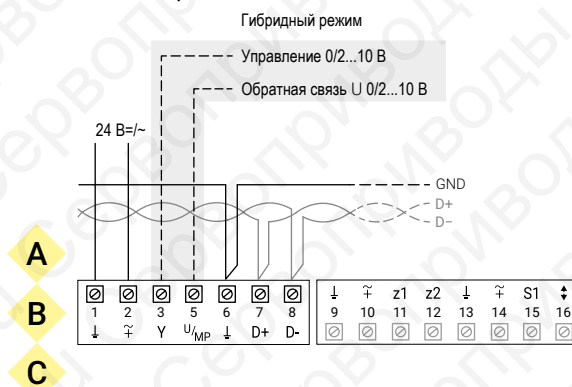 Гибридный режим
Управление 0/2...10 В
Обратная связь U 0/2...10 В
24 В=/~
GND
D+
D−
A
B
C
1 2 3 5 6 7 8
Y U/MP D+ D-
z1 z2 S1
9 10 11 12 13 14 15 16
Сервоприводы